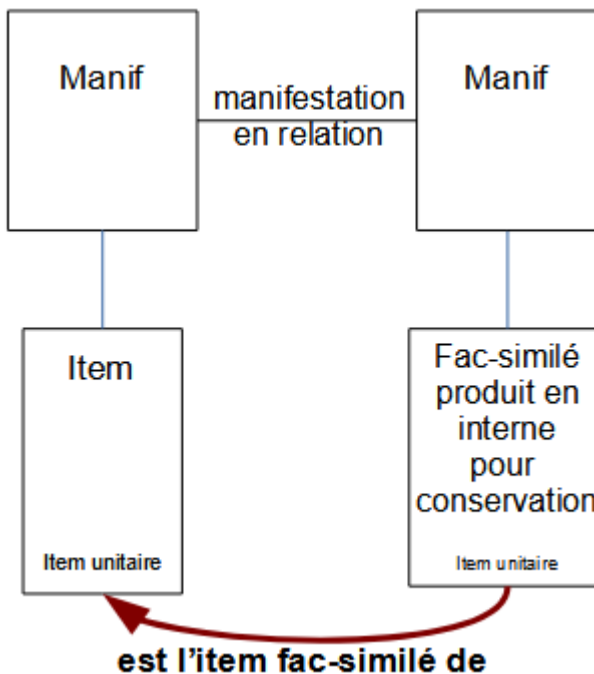 Manif
manifestation
en relation
Manif
Item
Item unitaire
Fac-similé
produit en
interne
pour
conservation
Item unitaire
est l'item fac-similé de